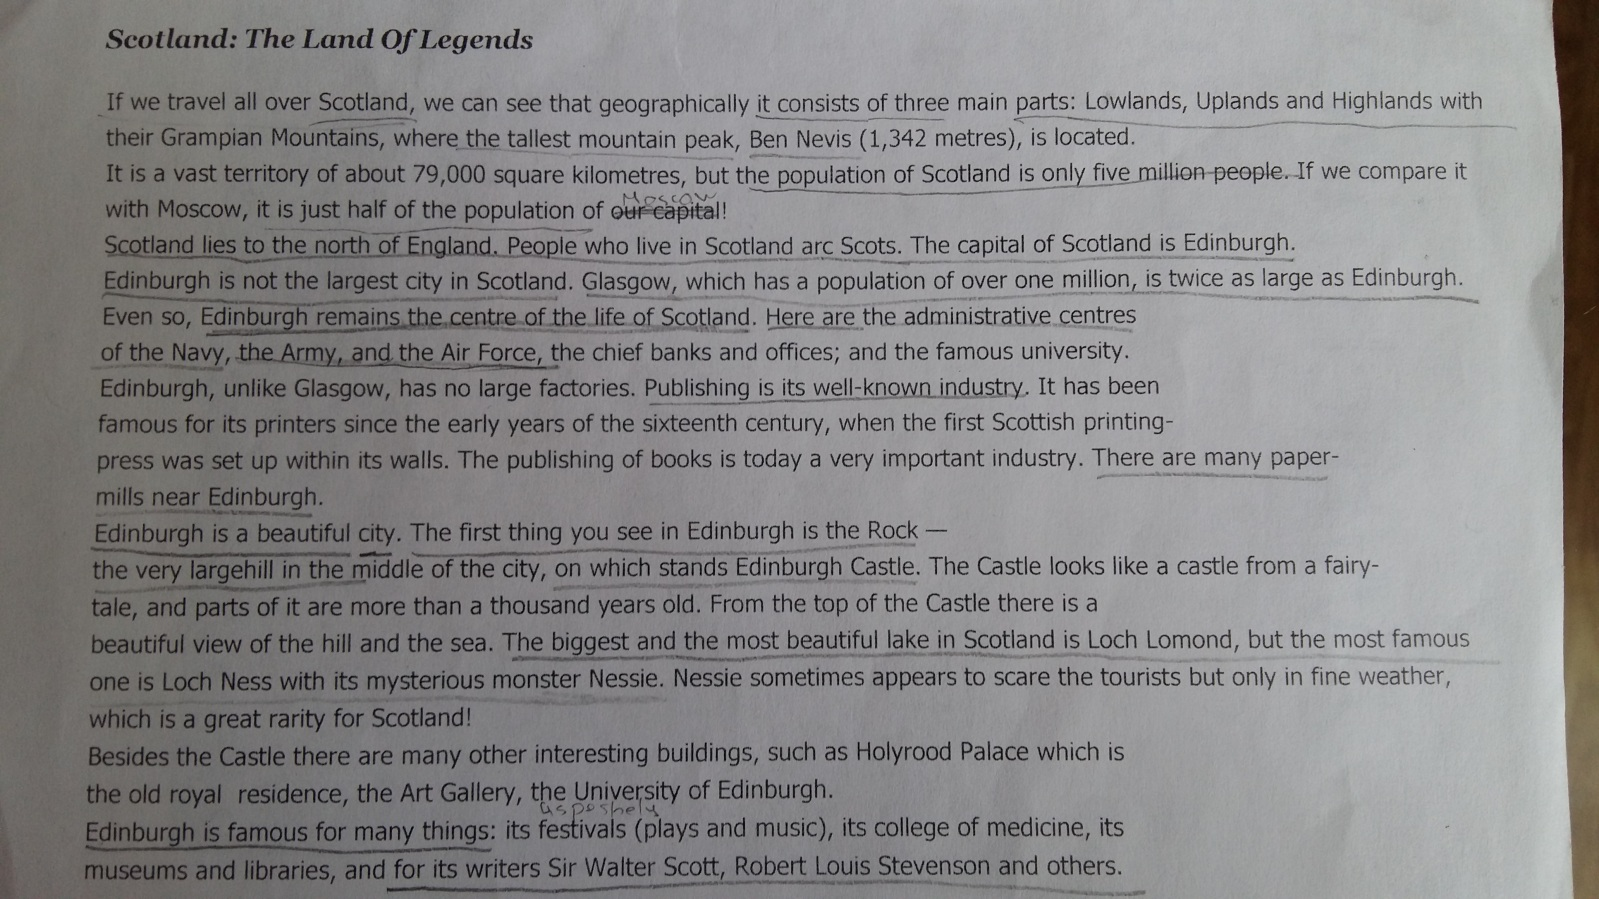 Scotland: The Land Of Legends
If we travel all over Scotland, we can see that geographically it consists of three main parts: Lowlands, Uplands and Highlands with
their Grampian Mountains, where the tallest mountain peak, Ben Nevis (1,342 metres), is located.
It is a vast territory of about 79,000 square kilometres, but the population of Scotland is only five million people. If we compare it
Moscow
with Moscow, it is just half of the population of our capital!
Scotland lies to the north of England. People who live in Scotland arc Scots. The capital of Scotland is Edinburgh.
Edinburgh is not the largest city in Scotland. Glasgow, which has a population of over one million, is twice as large as Edinburgh.
Even so, Edinburgh remains the centre of the life of Scotland. Here are the administrative centres
of the Navy, the Army, and the Air Force, the chief banks and offices; and the famous university.
Edinburgh, unlike Glasgow, has no large factories. Publishing is its well-known industry. It has been
famous for its printers since the early years of the sixteenth century, when the first Scottish printing-
press was set up within its walls. The publishing of books is today a very important industry. There are many paper-
mills near Edinburgh.
Edinburgh is a beautiful city. The first thing you see in Edinburgh is the Rock —
the very largehill in the middle of the city, on which stands Edinburgh Castle. The Castle looks like a castle from a fairy-
tale, and parts of it are more than a thousand years old. From the top of the Castle there is a
beautiful view of the hill and the sea. The biggest and the most beautiful lake in Scotland is Loch Lomond, but the most famous
one is Loch Ness with its mysterious monster Nessie. Nessie sometimes appears to scare the tourists but only in fine weather,
which is a great rarity for Scotland!
Besides the Castle there are many other interesting buildings, such as Holyrood Palace which is
the old royal residence, the Art Gallery, the University of Edinburgh.
Edinburgh is famous for many things: its festivals (plays and music), its college of medicine, its
museums and libraries, and for its writers Sir Walter Scott, Robert Louis Stevenson and others.